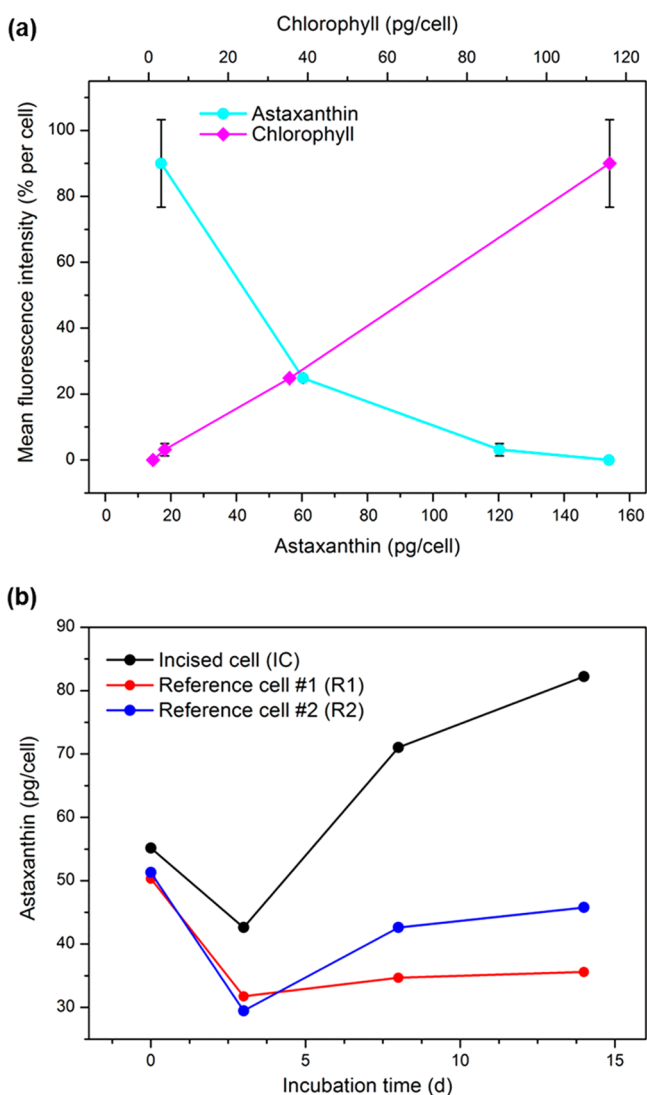 (a)
Chlorophyll (pg/cell)
0 20 40 60 80 100 120
Astaxanthin
Chlorophyll
Mean fluorescence intensity (% per cell)
100
80
60
40
20
0
0 20 40 60 80 100 120 140 160
Astaxanthin (pg/cell)
(b)
Incised cell (IC)
Reference cell #1 (R1)
Reference cell #2 (R2)
Astaxanthin (pg/cell)
90
80
70
60
50
40
30
0 5 10 15
Incubation time (d)